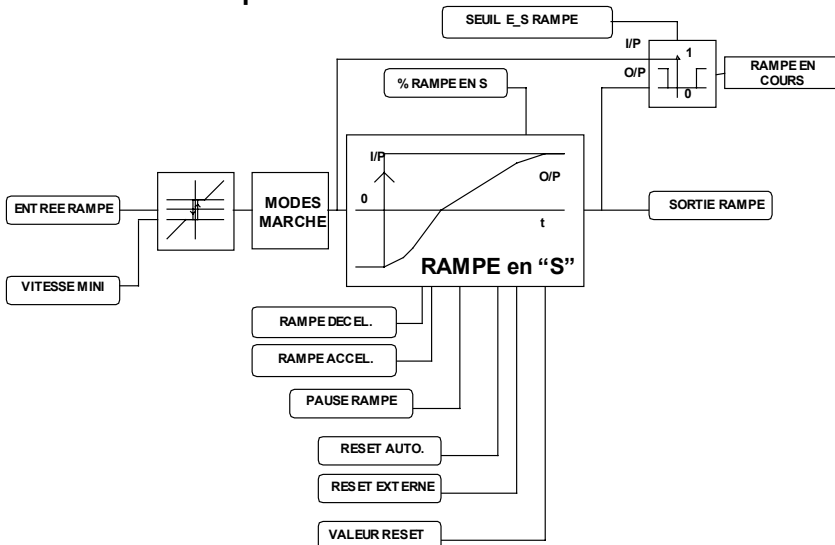 SEUIL E_S RAMPE
I/P
1
O/P
0
RAMPE EN
COURS
% RAMPE EN S
I/P
O/P
0
t
RAMPE en “S”
MODES
MARCHE
ENTREE RAMPE
SORTIE RAMPE
VITESSE MINI
RAMPE DECEL.
RAMPE ACCEL.
PAUSE RAMPE
RESET AUTO.
RESET EXTERNE
VALEUR RESET